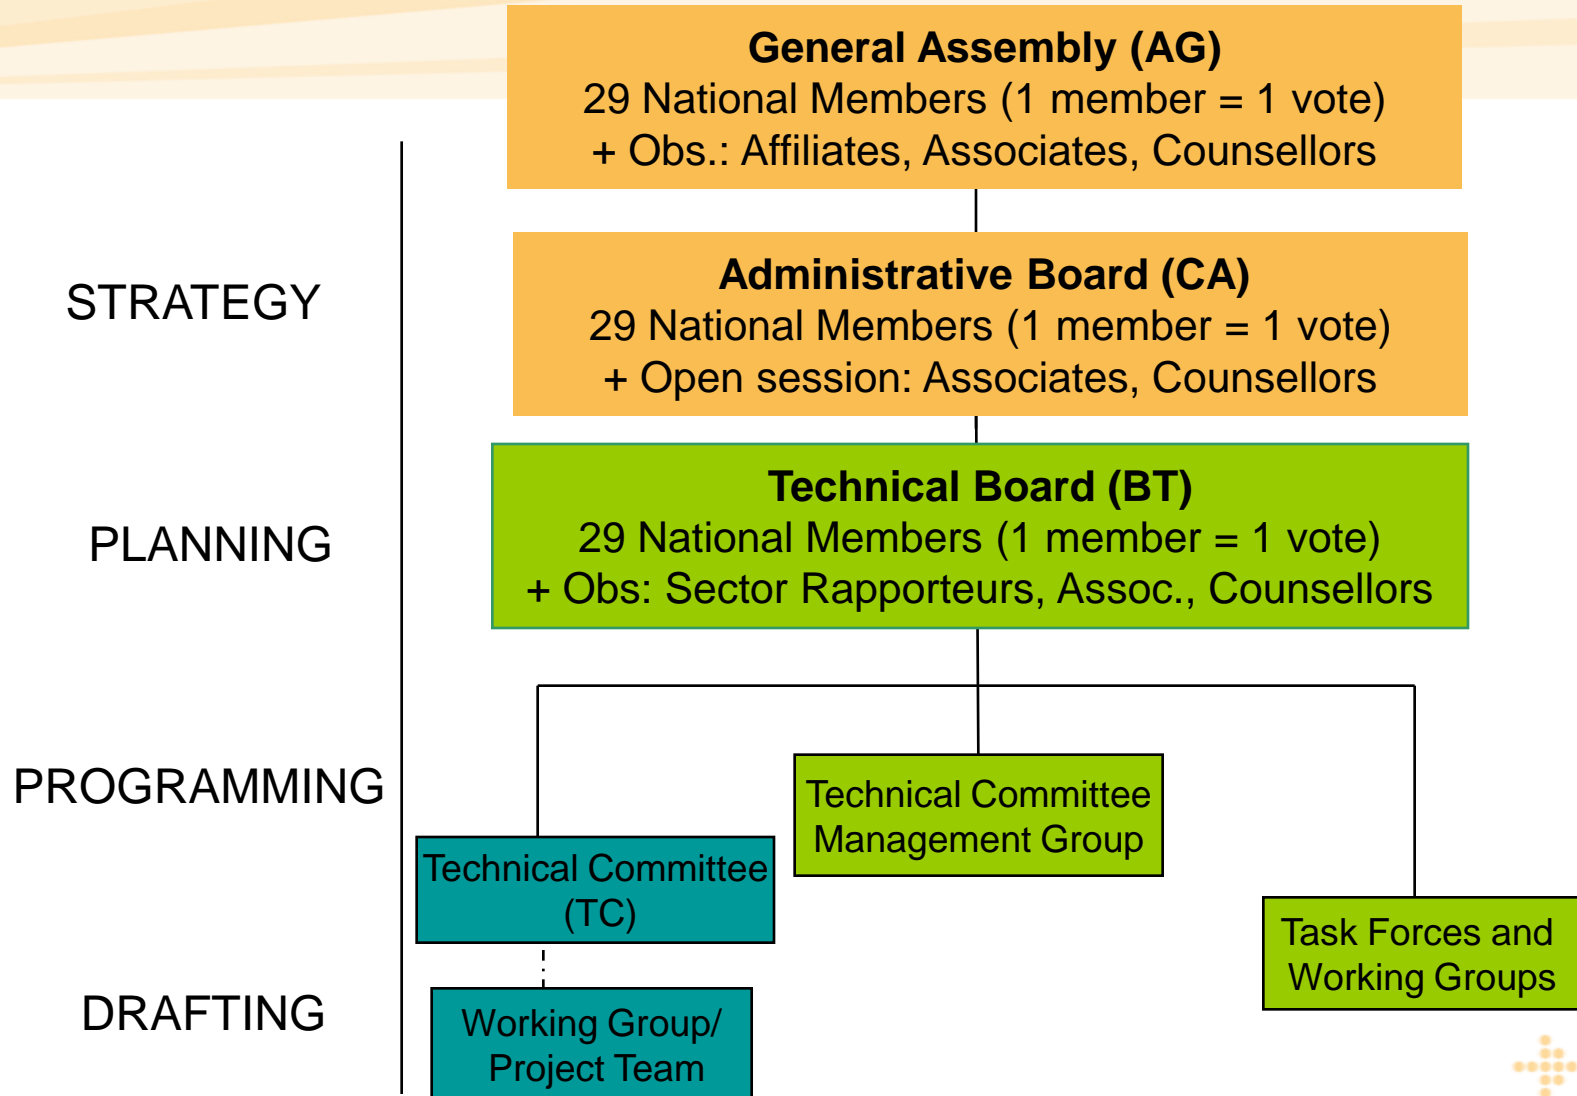 General Assembly (AG)
29 National Members (1 member = 1 vote)
+ Obs.: Affiliates, Associates, Counsellors
STRATEGY
Administrative Board (CA)
29 National Members (1 member = 1 vote)
+ Open session: Associates, Counsellors
PLANNING
Technical Board (BT)
29 National Members (1 member = 1 vote)
+ Obs: Sector Rapporteurs, Assoc., Counsellors
PROGRAMMING
Technical Committee
Management Group
Technical Committee
(TC)
Task Forces and
Working Groups
DRAFTING
Working Group/
Project Team